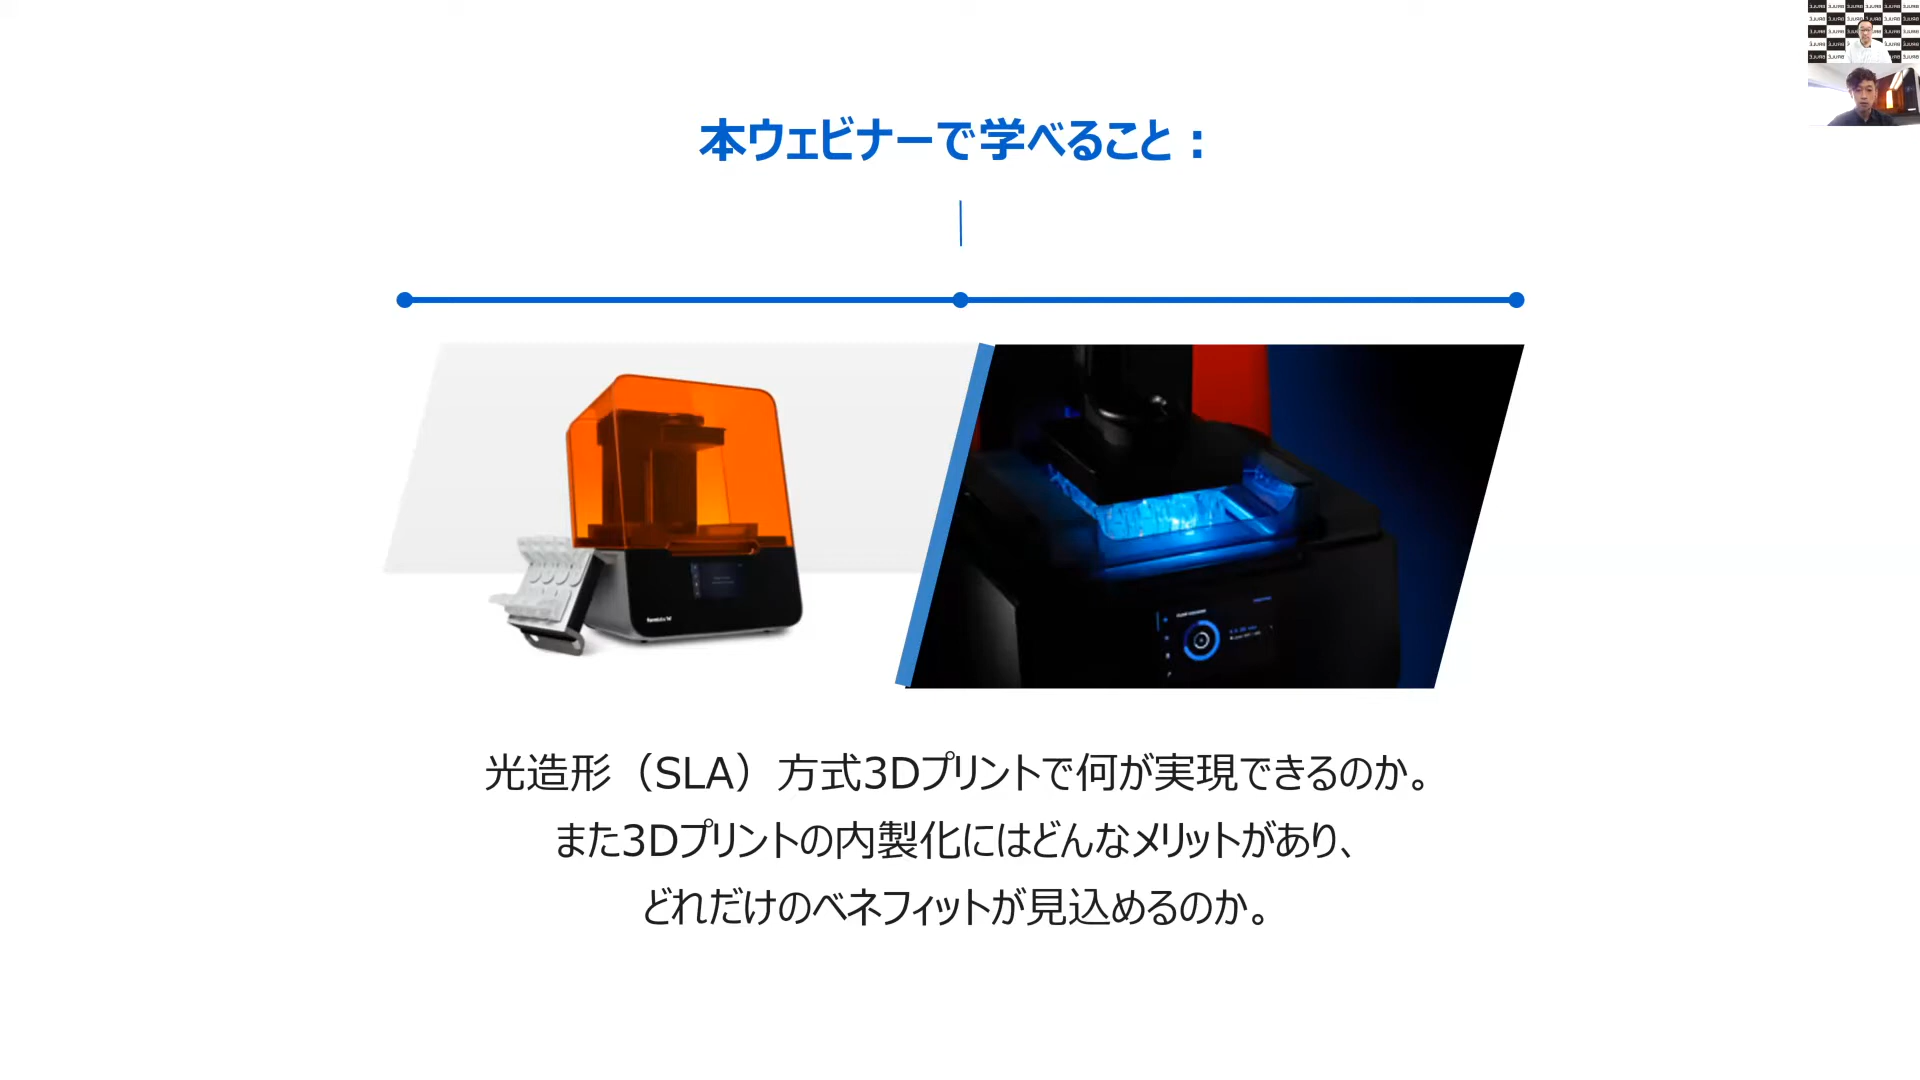 本ウェビナーで学べること：
光造形（SLA）方式3Dプリントで何が実現できるのか。
また3Dプリントの内製化にはどんなメリットがあり、
どれだけのベネフィットが見込めるのか。